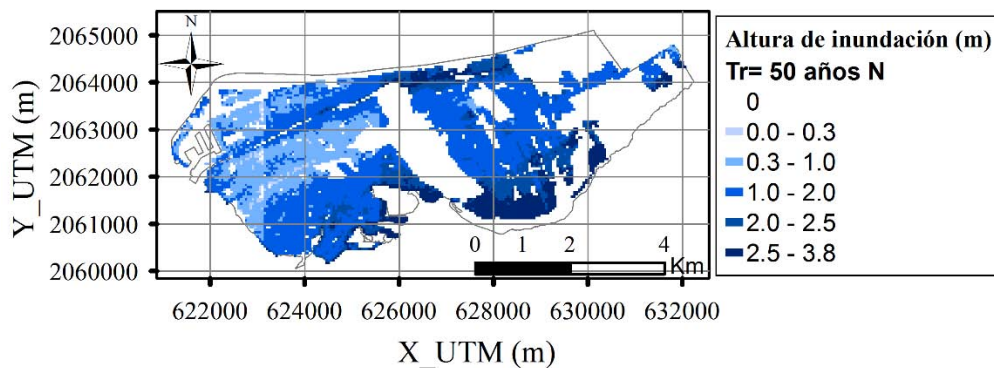 N
2065000
2064000
2063000
2062000
2061000
2060000
Y_UTM (m)
0 1 2 4
Km
622000 624000 626000 628000 630000 632000
X_UTM (m)
Altura de inundación (m)
Tr= 50 años N
0
0.0 - 0.3
0.3 - 1.0
1.0 - 2.0
2.0 - 2.5
2.5 - 3.8